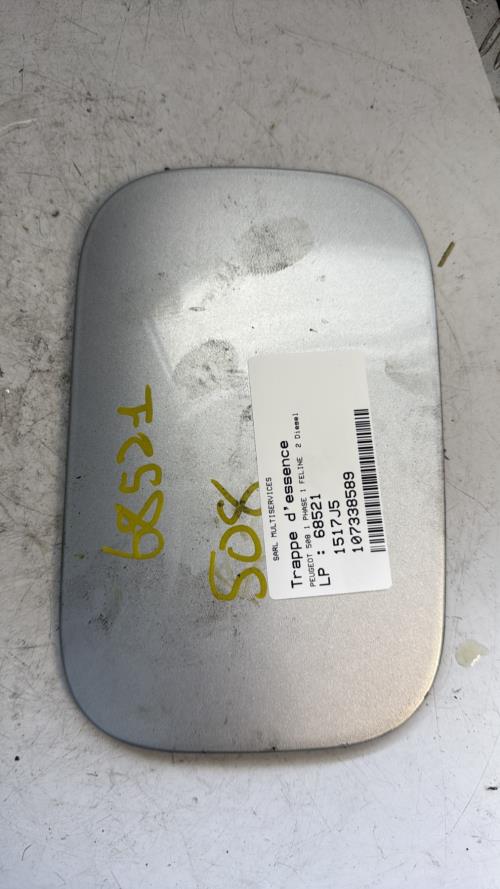 68521
508
SARL MULTISERVICES
Trappe d'essence
PEUGEOT 508 1 PHASE 1 FELINE 2 Diesel
LP : 68521
1517J5
107338589